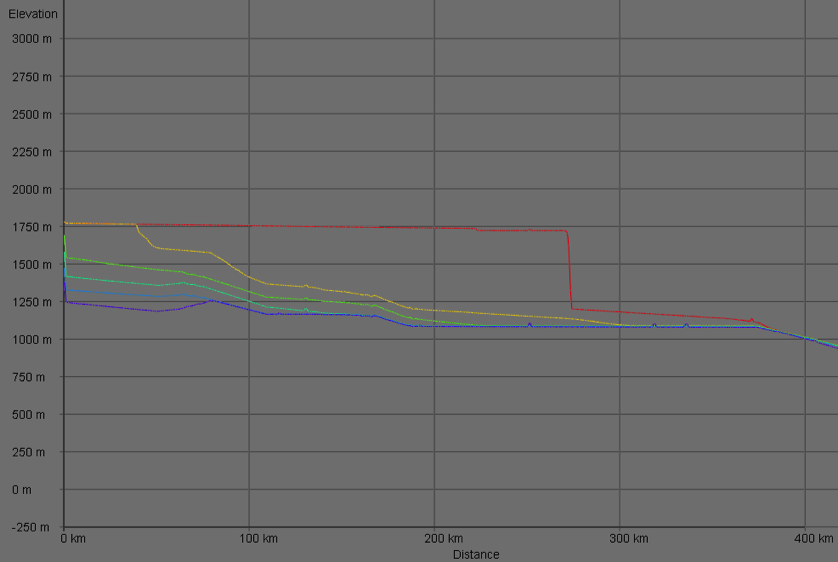 Elevation
3000 m
2750 m
2500 m
2250 m
2000 m
1750 m
1500 m
1250 m
1000 m
750 m
500 m
250 m
0 m
-250 m
0 km 100 km 200 km 300 km 400 km
Distance